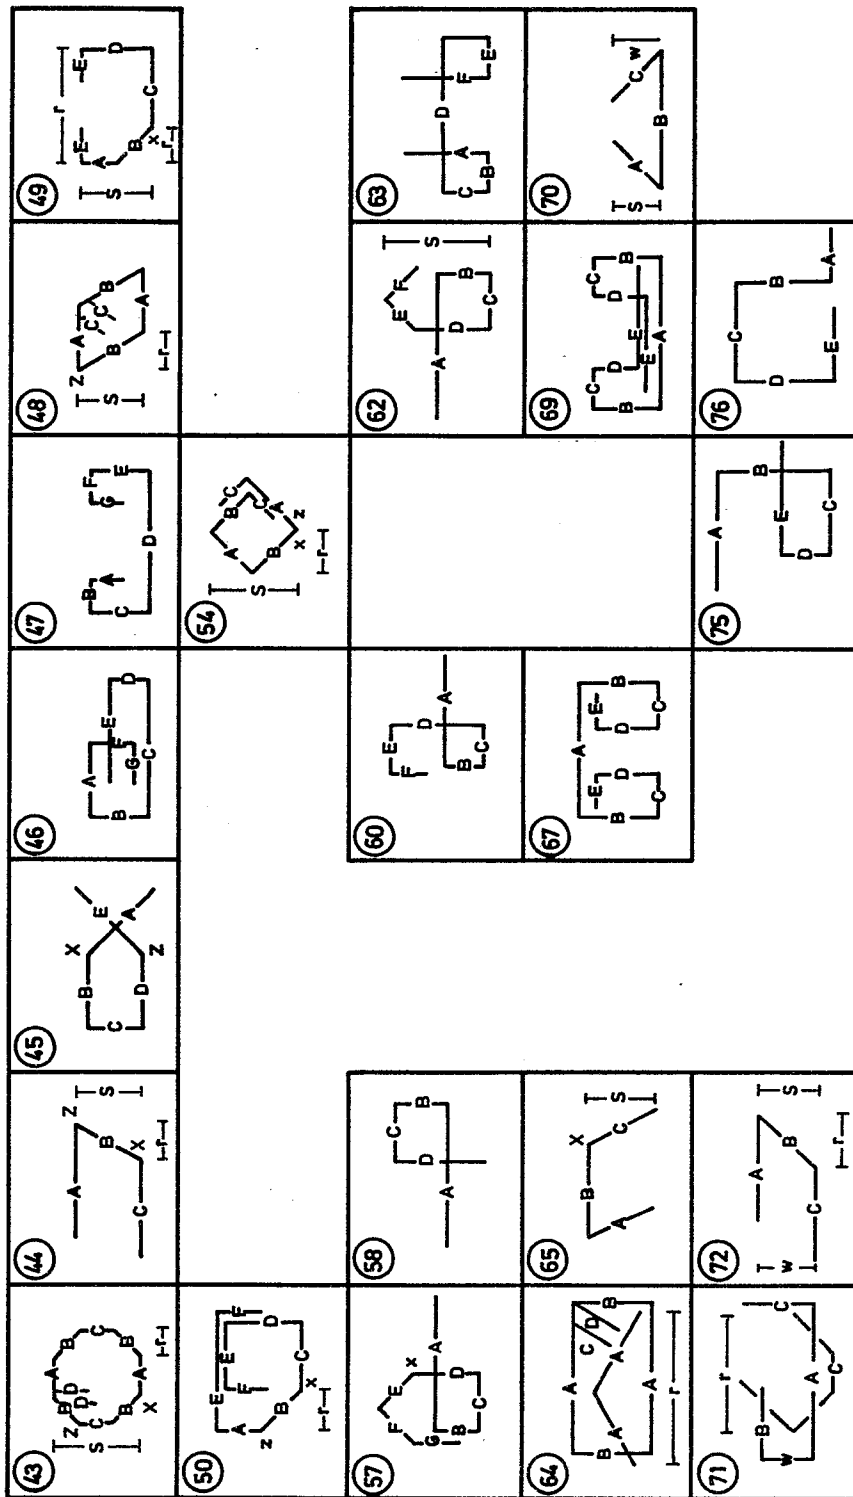 43
A
B B
Z D
D
S C C
B B
A
X
r
44
A Z
B S
X
C
r
45
X
B E
C A
D Z
46
A
E
B F D
G
C
47
B F
A G
C E
D
48
Z A C
C
S B B
A
r
49
r
E E
A
S D
B
x C
r
50
E
E
F F
A D
B
z x C
r
54
C
B
A C
S A
B z
x
r
57
E
F x
G A
B D
C
58
C
D B
A
60
E
F
D
A
B C
62
F
E
S
A
D B
C
63
D
A F
C E
B
64
A C D
A A
B B
A
r
65
X
B
S
A C
67
A
E E
B D D B
C C
69
C C
B D D B
E
E
A
70
A C w
S
B
71
r
B C
A
w C
72
A
B S
w
C
r
75
A
B
E
D
C
76
C
D B
E A